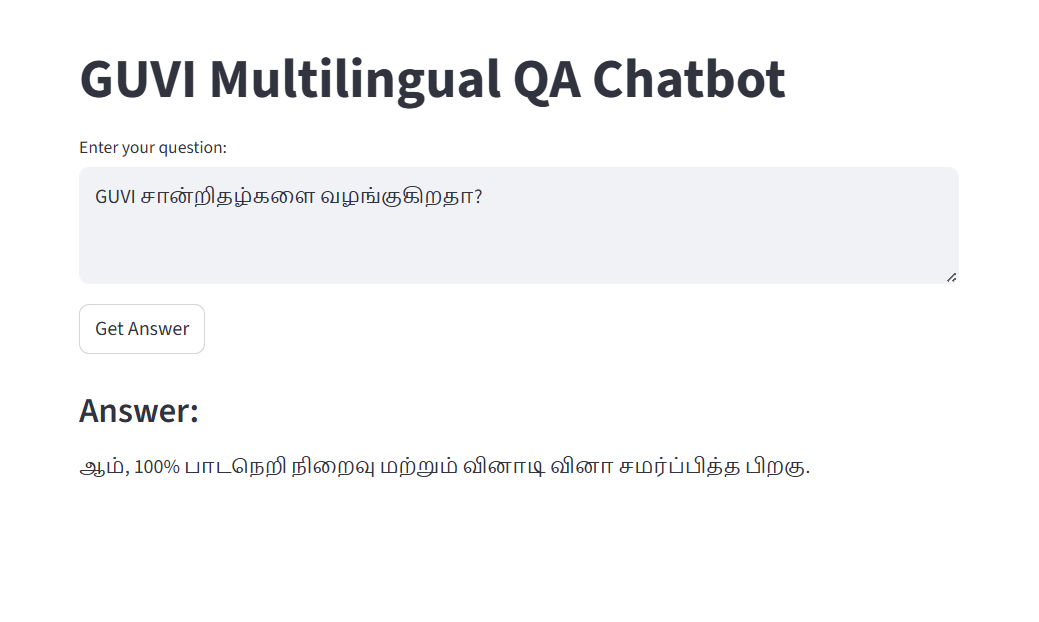 GUVI Multilingual QA Chatbot
Enter your question:
GUVI சான்றிதழ்களை வழங்குகிறதா?
Get Answer
Answer:
ஆம், 100% பாடநெறி நிறைவு மற்றும் வினாடி வினா சமர்ப்பித்த பிறகு.